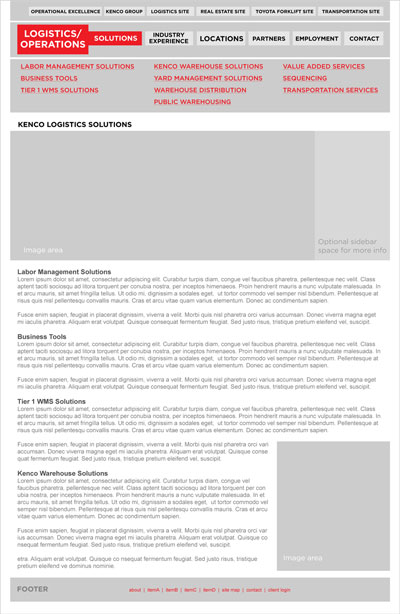 OPERATIONAL EXCELLENCE KENCO GROUP LOGISTICS SITE REAL ESTATE SITE TOYOTA FORKLIFT SITE TRANSPORTATION SITE
LOGISTICS/
OPERATIONS
SOLUTIONS
INDUSTRY
EXPERIENCE
LOCATIONS
PARTNERS
EMPLOYMENT
CONTACT
LABOR MANAGEMENT SOLUTIONS
BUSINESS TOOLS
TIER 1 WMS SOLUTIONS
KENCO WAREHOUSE SOLUTIONS
YARD MANAGEMENT SOLUTIONS
WAREHOUSE DISTRIBUTION
PUBLIC WAREHOUSING
VALUE ADDED SERVICES
SEQUENCING
TRANSPORTATION SERVICES
KENCO LOGISTICS SOLUTIONS
Image area
Optional sidebar
space for more info
Labor Management Solutions
Lorem ipsum dolor sit amet, consectetur adipiscing elit. Curabitur turpis diam, congue vel faucibus pharetra, pellentesque nec velit. Class
aptent taciti sociosqu ad litora torquent per conubia nostra, per inceptos himenaeos. Proin hendrerit mauris a nunc vulputate malesuada. In
et arcu mauris, sit amet fringilla tellus. Ut odio mi, dignissim a sodales eget, ut tortor commodo vel semper nisl bibendum. Pellentesque at
risus quis nisl pellentesqu commodo mauris. Cras et arcu vitae quam varius elementum. Donec ac condimentum sapien.
Fusce enim sapien, feugiat in placerat dignissim, viverra a velit. Morbi quis nisl pharetra orci varius accumsan. Donec viverra magna eget
mi iaculis pharetra. Aliquam erat volutpat. Quisque consequat fermentum feugiat. Sed justo risus, tristique pretium eleifend vel, suscipit.
Business Tools
Lorem ipsum dolor sit amet, consectetur adipiscing elit. Curabitur turpis diam, congue vel faucibus pharetra, pellentesque nec velit. Class
aptent taciti sociosqu ad litora torquent per conubia nostra, per inceptos himenaeos. Proin hendrerit mauris a nunc vulputate malesuada. In
et arcu mauris, sit amet fringilla tellus. Ut odio mi, dignissim a sodales eget, ut tortor commodo vel semper nisl bibendum. Pellentesque at
risus quis nisl pharetra commodo mauris. Cras et arcu vitae quam varius elementum. Donec ac condimentum sapien.
Fusce enim sapien, feugiat in placerat dignissim, viverra a velit. Morbi quis nisl pharetra orci varius accumsan. Donec viverra magna eget
mi iaculis pharetra. Aliquam erat volutpat. Quisque consequat fermentum feugiat. Sed justo risus, tristique pretium eleifend vel, suscipit.
Tier 1 WMS Solutions
Lorem ipsum dolor sit amet, consectetur adipiscing elit. Curabitur turpis diam, congue vel faucibus pharetra, pellentesque nec velit. Class
aptent taciti sociosqu ad litora torquent per conubia nostra, per inceptos himenaeos. Proin hendrerit mauris a nunc vulputate malesuada. In
et arcu mauris, sit amet fringilla tellus. Ut odio mi, dignissim a sodales eget, ut tortor commodo vel semper nisl bibendum. Pellentesque at
risus quis nisl pharetra commodo mauris. Cras et arcu vitae quam varius elementum. Donec ac condimentum sapien.
Fusce enim sapien, feugiat in placerat dignissim, viverra a velit. Morbi quis nisl pharetra orci vari
accumsan. Donec viverra magna eget mi iaculis pharetra. Aliquam erat volutpat. Quisque conse
quat fermentum feugiat. Sed justo risus, tristique pretium eleifend vel, suscipit.
Kenco Warehouse Solutions
Lorem ipsum dolor sit amet, consectetur adipiscing elit. Curabitur turpis diam, congue vel
faucibus pharetra, pellentesque nec velit. Class aptent taciti sociosqu ad litora torquent per con
ubia nostra, per inceptos himenaeos. Proin hendrerit mauris a nunc vulputate malesuada. In et
arcu mauris, sit amet fringilla tellus. Ut odio mi, dignissim a sodales eget, ut tortor commodo vel
semper nisl bibendum. Pellentesque at risus quis nisl pharetra commodo mauris. Cras et arcu
vitae quam varius elementum. Donec ac condimentum sapien.
Fusce enim sapien, feugiat in placerat dignissim, viverra a velit. Morbi quis nisl pharetra orci var
ius accumsan. Donec viverra magna eget mi iaculis pharetra. Aliquam erat volutpat. Quisque co
nsequat fermentum feugiat. Sed justo risus, tristique pretium eleifend vel, suscipit.
etra. Aliquam erat volutpat. Quisque co nsequat fermentum feugiat. Sed justo risus, tristique
pretium eleifend ve dominus nomine.
Image area
FOOTER
about | itemA | itemB | itemC | itemD | site map | contact | client login